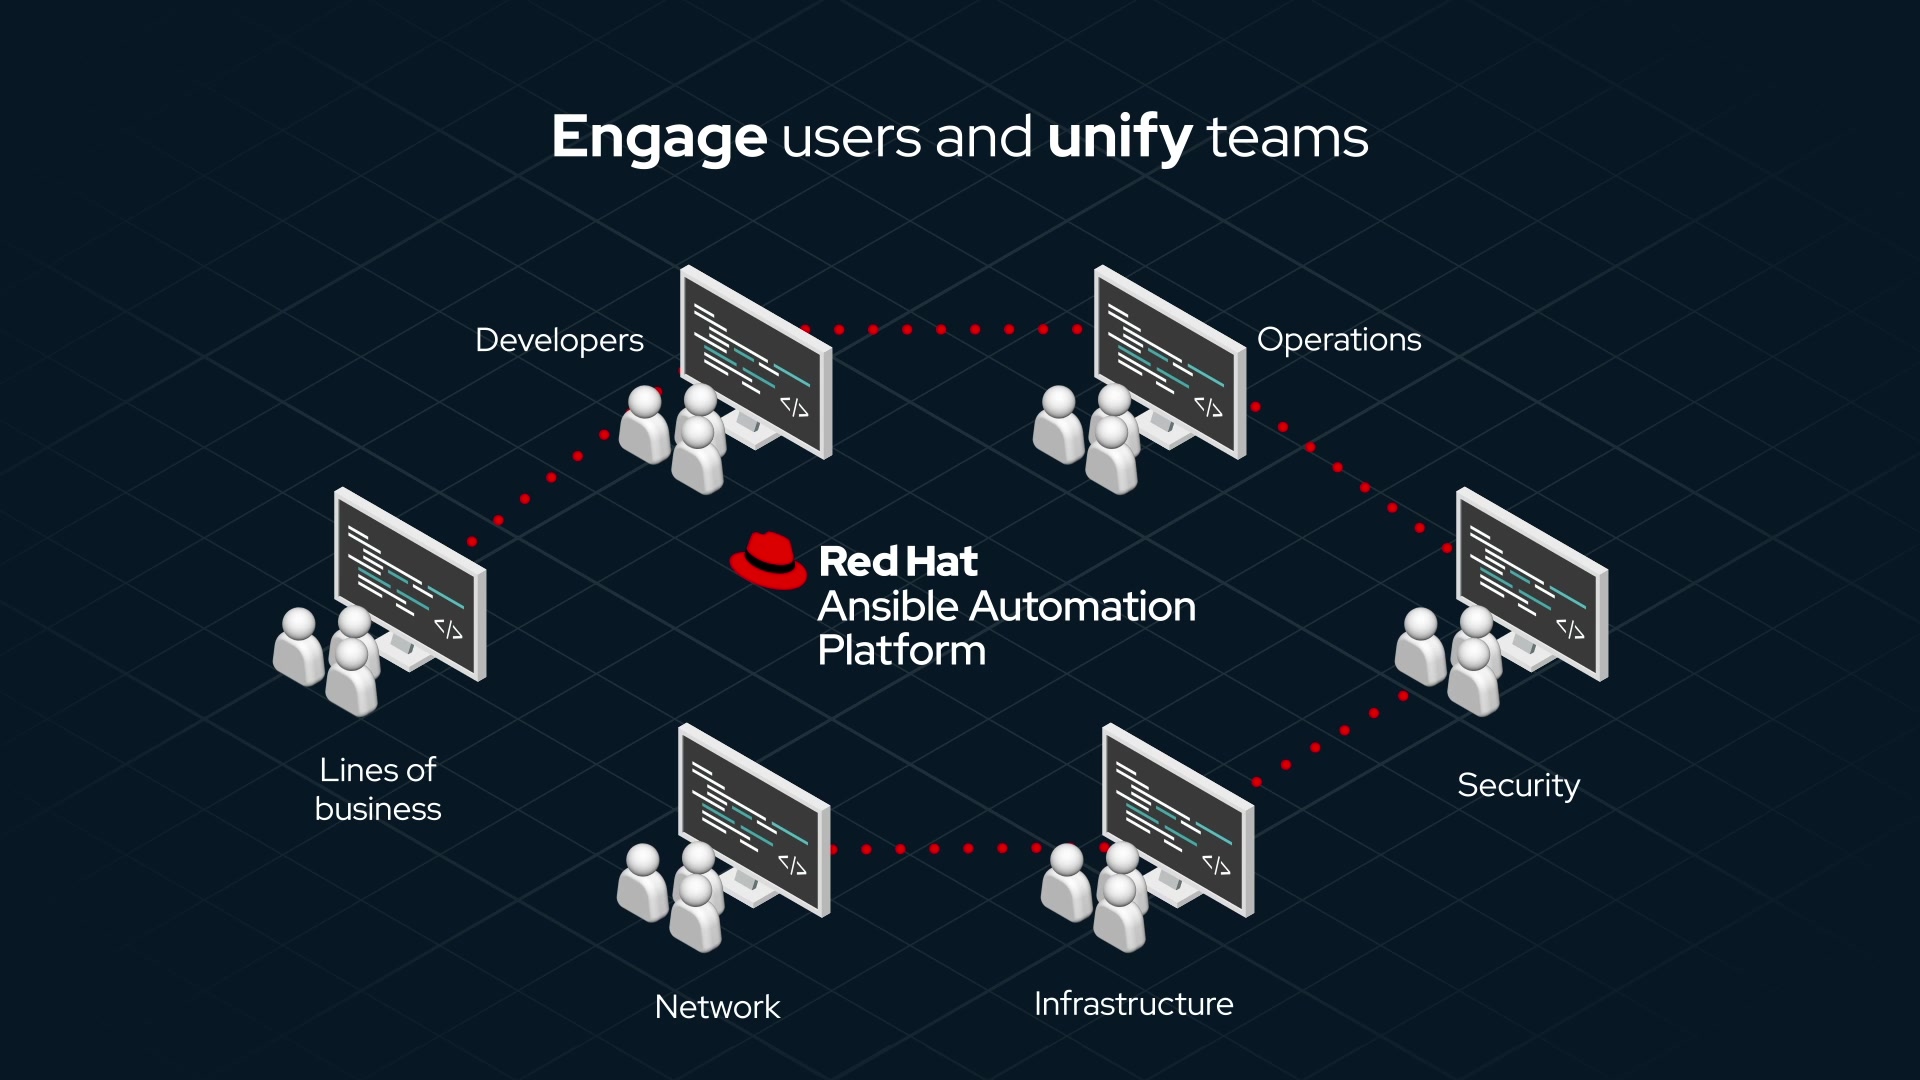 Engage users and unify teams
Developers
Operations
</>
</>
Red Hat
Ansible Automation
Platform
</>
</>
Lines of
business
Security
</>
</>
Network
Infrastructure